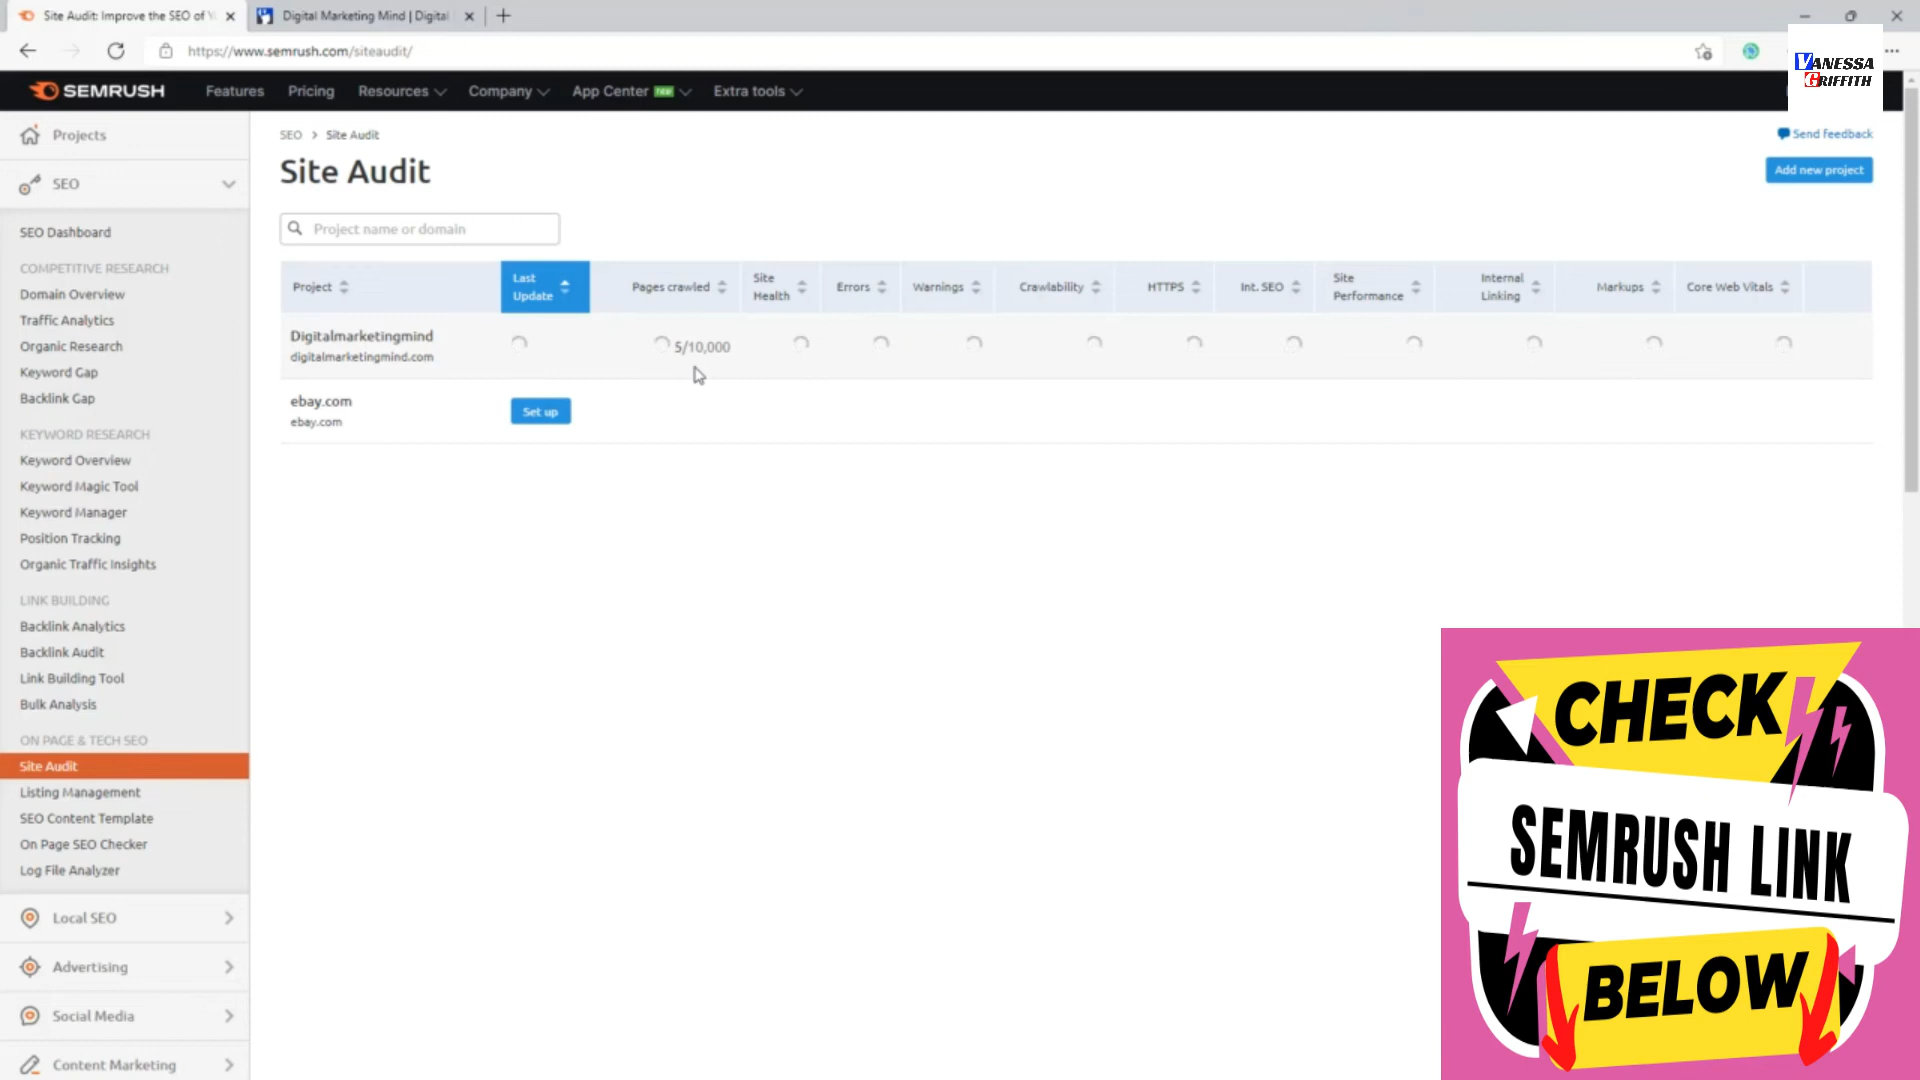 Site Audit: Improve the SEO of Y
Digital Marketing Mind | Digital
https://www.semrush.com/siteaudit/
VANESSA
GRIFFITH
SEMRUSH
Features
Pricing
Resources
Company
App Center
Extra tools
Projects
SEO
SEO Dashboard
COMPETITIVE RESEARCH
Domain Overview
Traffic Analytics
Organic Research
Keyword Gap
Backlink Gap
KEYWORD RESEARCH
Keyword Overview
Keyword Magic Tool
Keyword Manager
Position Tracking
Organic Traffic Insights
LINK BUILDING
Backlink Analytics
Backlink Audit
Link Building Tool
Bulk Analysis
ON PAGE & TECH SEO
Site Audit
Listing Management
SEO Content Template
On Page SEO Checker
Log File Analyzer
Local SEO
Advertising
Social Media
Content Marketing
SEO > Site Audit
Send feedback
Site Audit
Add new project
Project name or domain
Project
Last Update
Pages crawled
Site Health
Errors
Warnings
Crawlability
HTTPS
Int. SEO
Site Performance
Internal Linking
Markups
Core Web Vitals
Digitalmarketingmind
digitalmarketingmind.com
5/10,000
ebay.com
ebay.com
Set up
CHECK
SEMRUSH LINK
BELOW